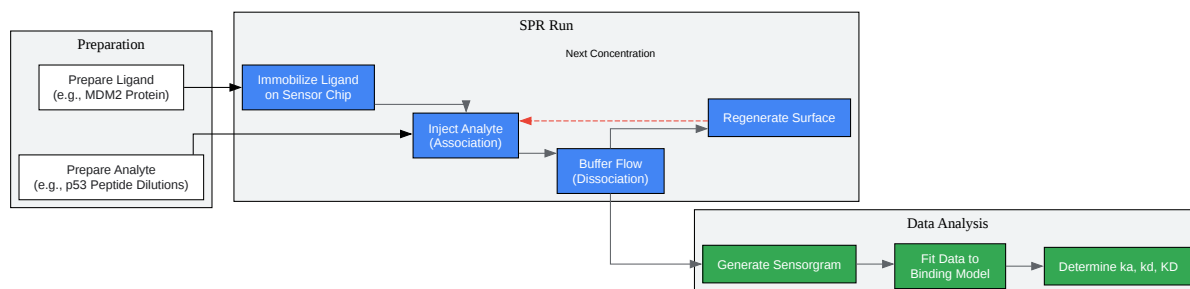 Preparation
Prepare Ligand
(e.g., MDM2 Protein)
Prepare Analyte
(e.g., p53 Peptide Dilutions)
SPR Run
Next Concentration
Immobilize Ligand
on Sensor Chip
Inject Analyte
(Association)
Buffer Flow
(Dissociation)
Regenerate Surface
Data Analysis
Generate Sensorgram
Fit Data to
Binding Model
Determine ka, kd, KD